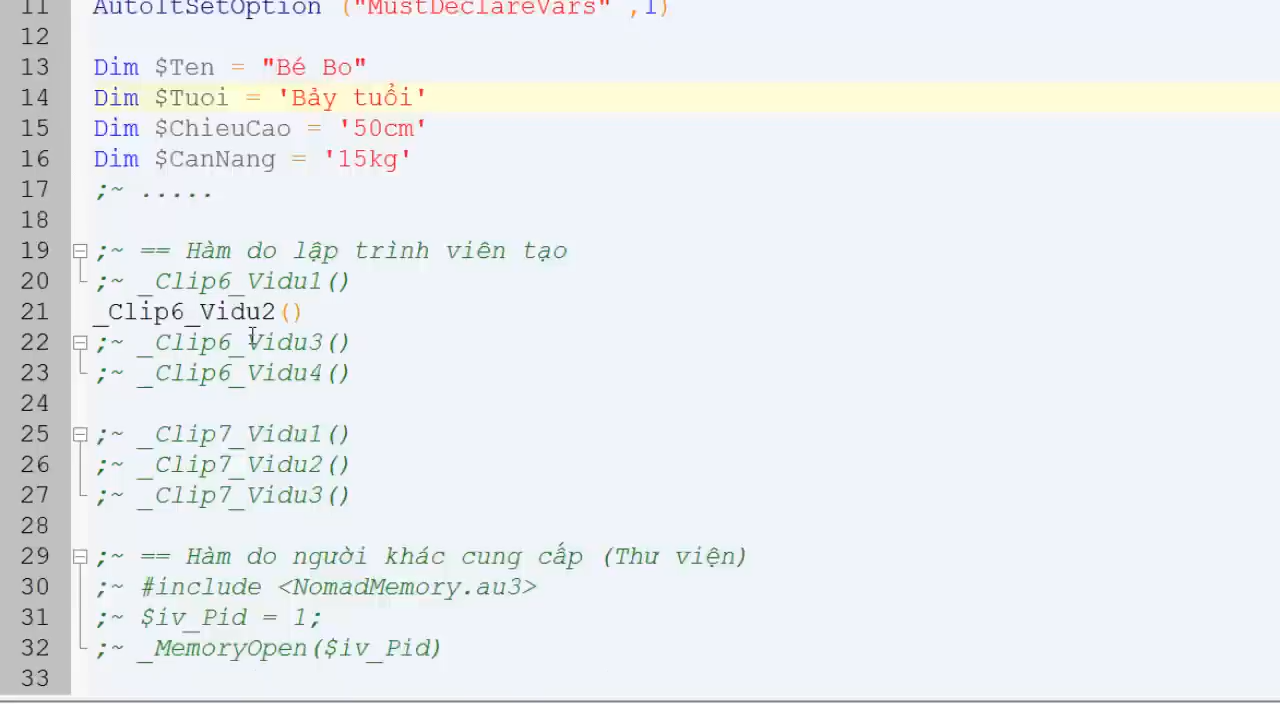 11 AutoItSetOption ("MustDeclareVars" ,1)
12
13 Dim $Ten = "Bé Bo"
14 Dim $Tuoi = 'Bảy tuổi'
15 Dim $ChieuCao = '50cm'
16 Dim $CanNang = '15kg'
17 ;~ .....
18
19 ;~ == Hàm do lập trình viên tạo
20 ;~ _Clip6_Vidu1()
21 _Clip6_Vidu2()
22 ;~ _Clip6_Vidu3()
23 ;~ _Clip6_Vidu4()
24
25 ;~ _Clip7_Vidu1()
26 ;~ _Clip7_Vidu2()
27 ;~ _Clip7_Vidu3()
28
29 ;~ == Hàm do người khác cung cấp (Thư viện)
30 ;~ #include <NomadMemory.au3>
31 ;~ $iv_Pid = 1;
32 ;~ _MemoryOpen($iv_Pid)
33